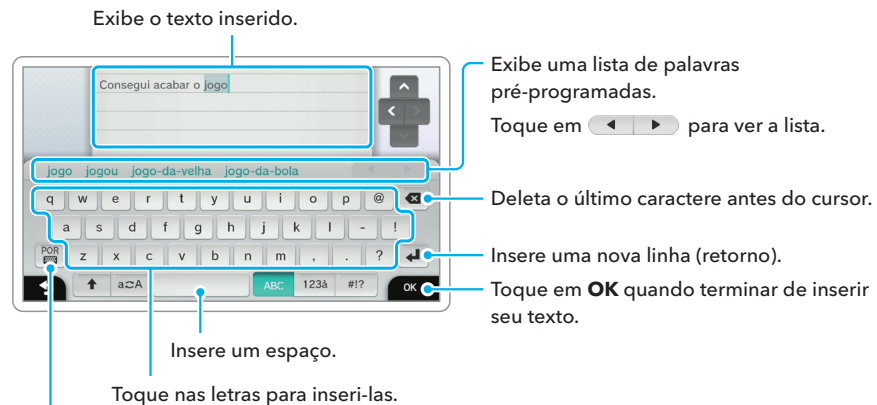 Exibe o texto inserido.
Consegui acabar o jogo
Exibe uma lista de palavras
pré-programadas.
Toque em ◀ ▶ para ver a lista.
jogo jogou jogo-da-velha jogo-da-bola
q w e r t y u i o p @
Deleta o último caractere antes do cursor.
a s d f g h j k l - !
POR z x c v b n m , . ?
Insere uma nova linha (retorno).
a⇄A ABC 123à #!? OK
Toque em OK quando terminar de inserir
seu texto.
Insere um espaço.
Toque nas letras para inseri-las.